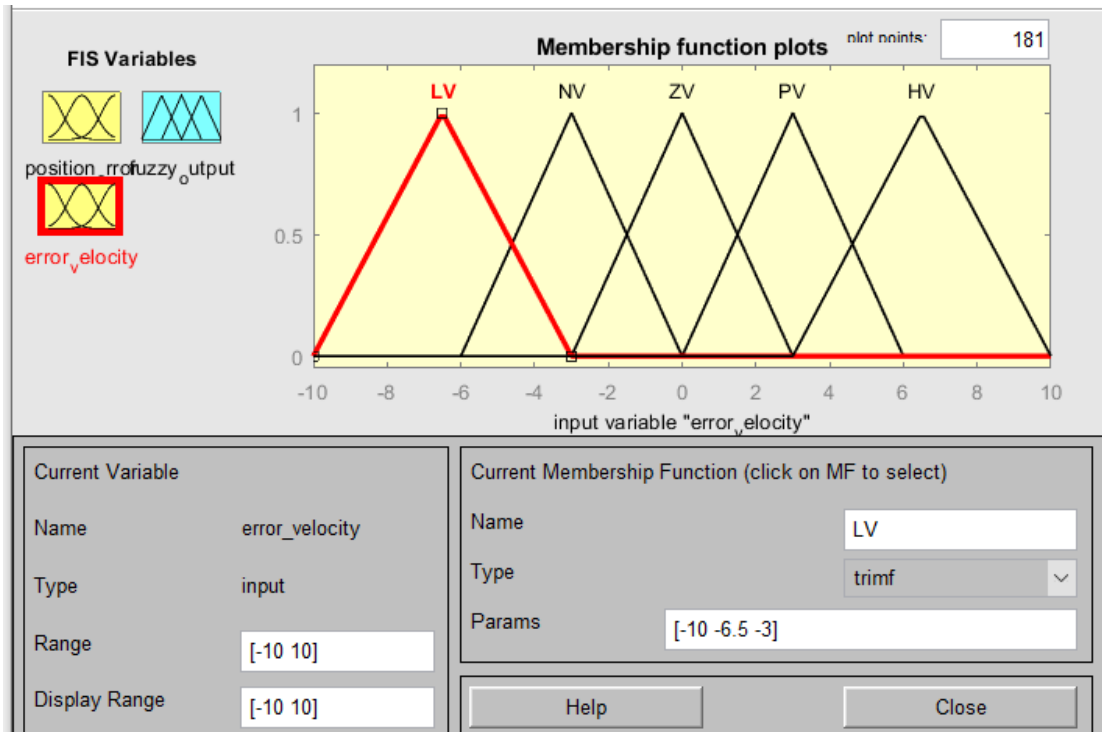 FIS Variables
position_rror
fuzzy_output
error_velocity
Membership function plots
plot points:
181
LV
NV
ZV
PV
HV
1
0.5
0
-10
-8
-6
-4
-2
0
2
4
6
8
10
input variable "error_velocity"
Current Variable
Name
error_velocity
Type
input
Range
[-10 10]
Display Range
[-10 10]
Current Membership Function (click on MF to select)
Name
LV
Type
trimf
Params
[-10 -6.5 -3]
Help
Close